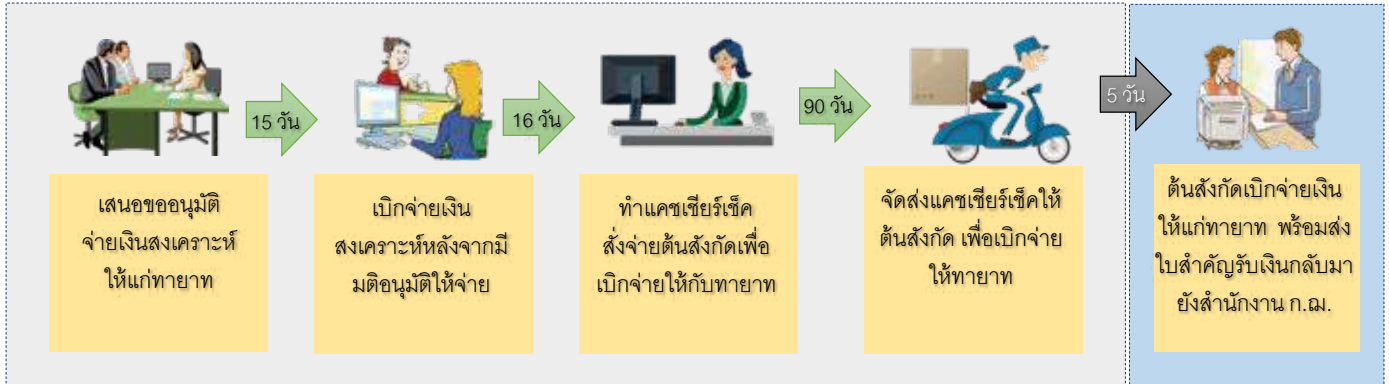 15 วัน
16 วัน
90 วัน
5 วัน
เสนอขออนุมัติ
จ่ายเงินสงเคราะห์
ให้แก่ทายาท
เบิกจ่ายเงิน
สงเคราะห์หลังจากมี
มติอนุมัติให้จ่าย
ทำแคชเชียร์เช็ค
สั่งจ่ายต้นสังกัดเพื่อ
เบิกจ่ายให้กับทายาท
จัดส่งแคชเชียร์เช็คให้
ต้นสังกัด เพื่อเบิกจ่าย
ให้ทายาท
ต้นสังกัดเบิกจ่ายเงิน
ให้แก่ทายาท พร้อมส่ง
ใบสำคัญรับเงินกลับมา
ยังสำนักงาน ก.ฌ.